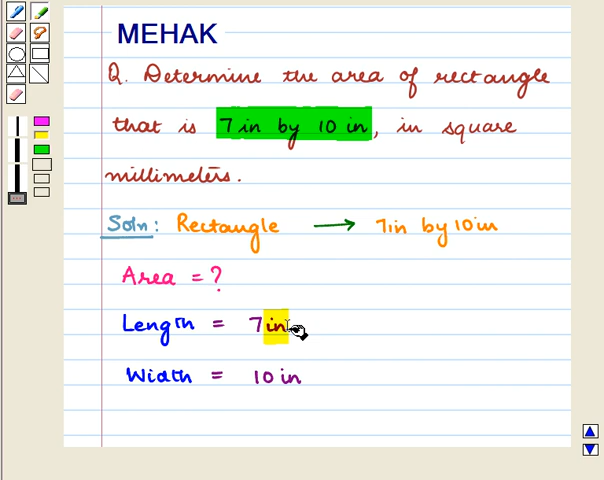 MEHAK
Q. Determine the area of rectangle
that is 7 in by 10 in, in square
millimeters.
Soln: Rectangle → 7in by 10in
Area = ?
Length = 7 in
Width = 10 in